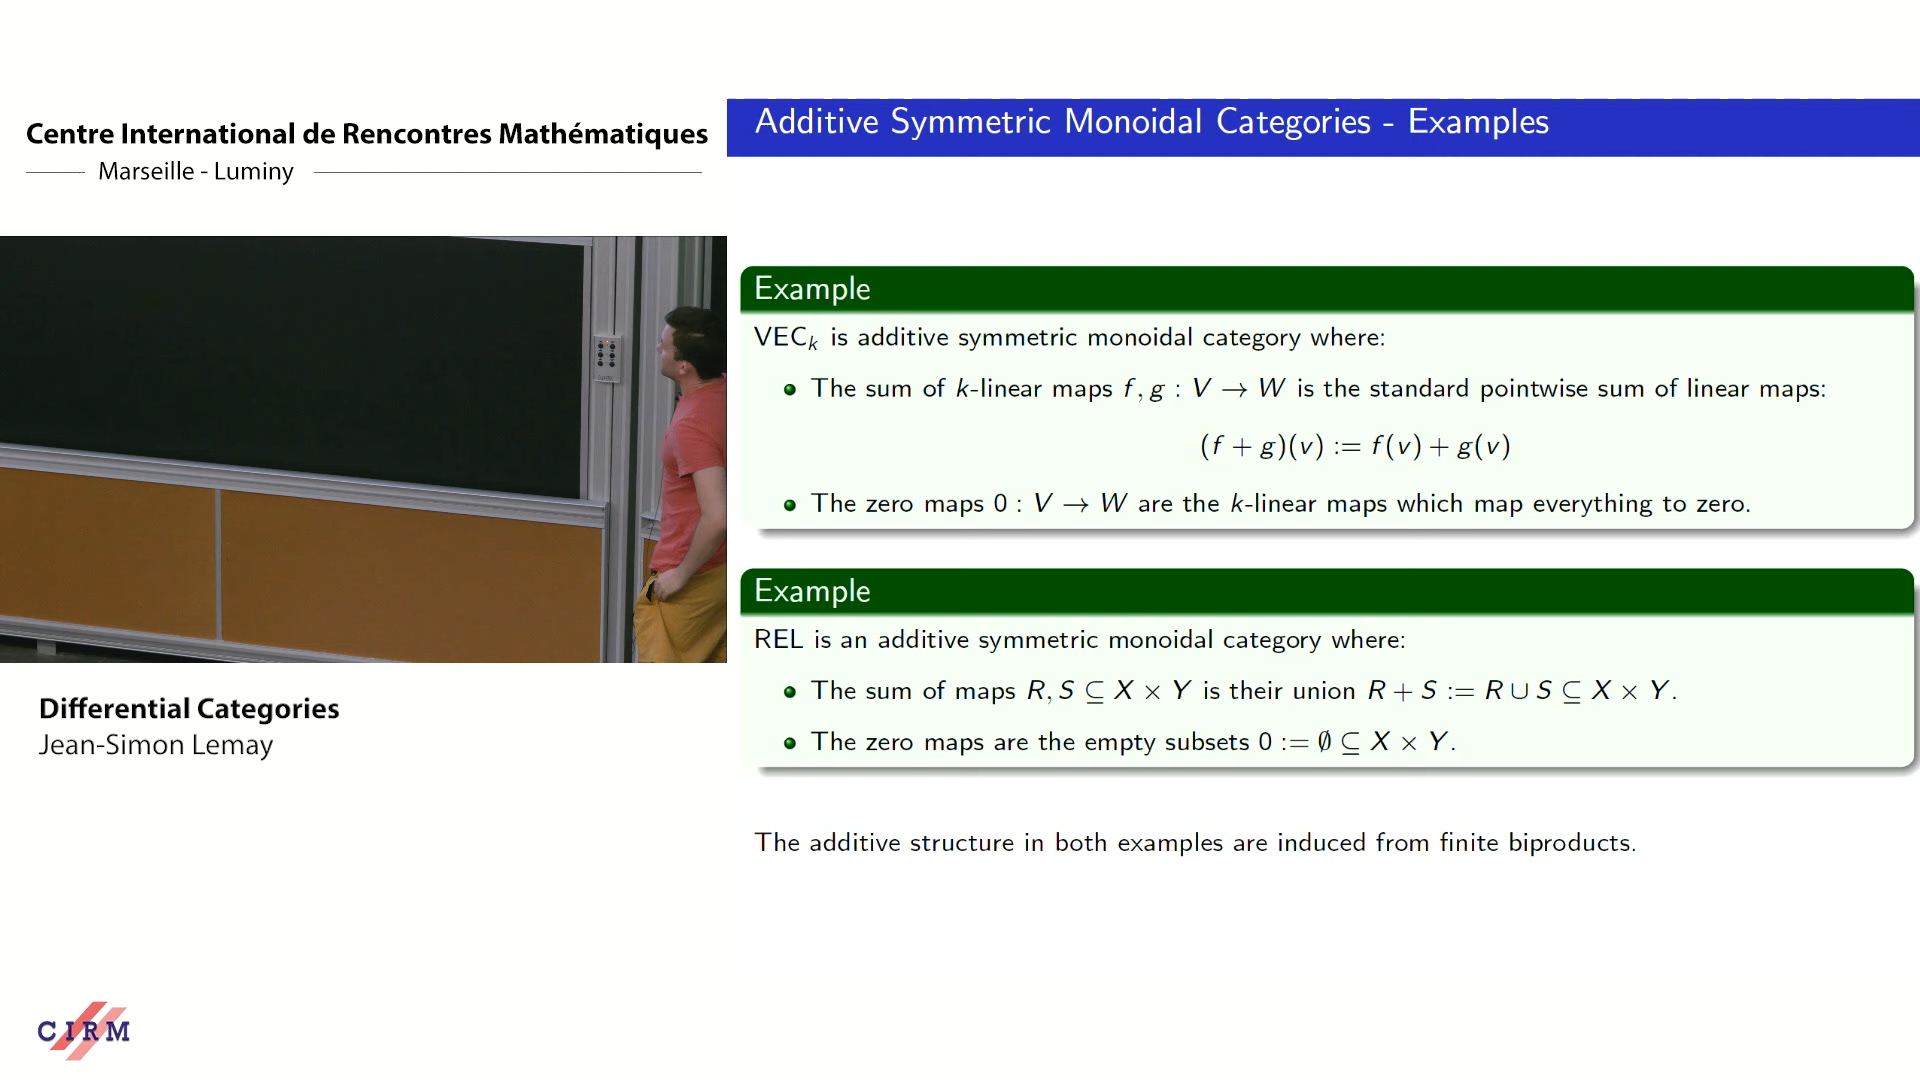 Centre International de Rencontres Mathématiques
Marseille - Luminy
Additive Symmetric Monoidal Categories - Examples
Example
VEC_k is additive symmetric monoidal category where:
The sum of k-linear maps f, g : V → W is the standard pointwise sum of linear maps:
(f + g)(v) := f(v) + g(v)
The zero maps 0 : V → W are the k-linear maps which map everything to zero.
Example
REL is an additive symmetric monoidal category where:
The sum of maps R, S ⊆ X × Y is their union R + S := R ∪ S ⊆ X × Y.
The zero maps are the empty subsets 0 := ∅ ⊆ X × Y.
The additive structure in both examples are induced from finite biproducts.
Differential Categories
Jean-Simon Lemay
CIRM